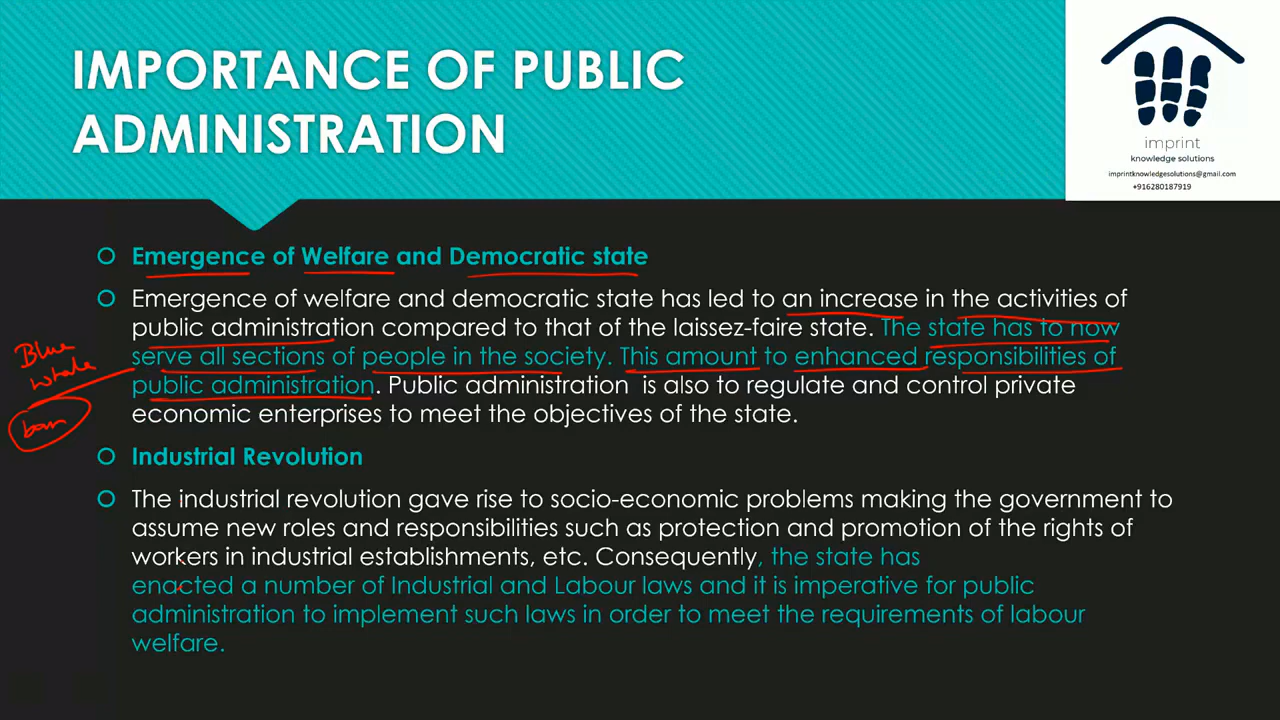 IMPORTANCE OF PUBLIC
ADMINISTRATION
imprint
knowledge solutions
imprintknowledgesolutions@gmail.com
+916280187919
Emergence of Welfare and Democratic state
Emergence of welfare and democratic state has led to an increase in the activities of
public administration compared to that of the laissez-faire state. The state has to now
serve all sections of people in the society. This amount to enhanced responsibilities of
public administration. Public administration is also to regulate and control private
economic enterprises to meet the objectives of the state.
Blue
whale
ban
Industrial Revolution
The industrial revolution gave rise to socio-economic problems making the government to
assume new roles and responsibilities such as protection and promotion of the rights of
workers in industrial establishments, etc. Consequently, the state has
enacted a number of Industrial and Labour laws and it is imperative for public
administration to implement such laws in order to meet the requirements of labour
welfare.